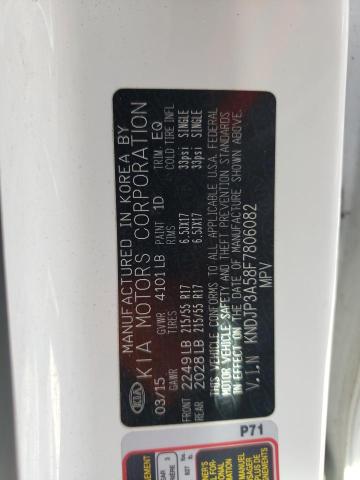 MANUFACTURED IN KOREA BY
KIA MOTORS CORPORATION
03/15 GVWR 4101LB PAINT 1D TRIM EQ
GAWR RIMS COLD TIRE INFL
FRONT 2249LB 215/55 R17 6.5JX17 33psi SINGLE
REAR 2028LB 215/55 R17 6.5JX17 33psi SINGLE
THIS VEHICLE CONFORMS TO ALL APPLICABLE U.S.A. FEDERAL
MOTOR VEHICLE SAFETY AND THEFT PREVENTION STANDARDS
IN EFFECT ON THE DATE OF MANUFACTURE SHOWN ABOVE.
V.I.N KNDJP3A58F7806082
MPV
KIA
P71